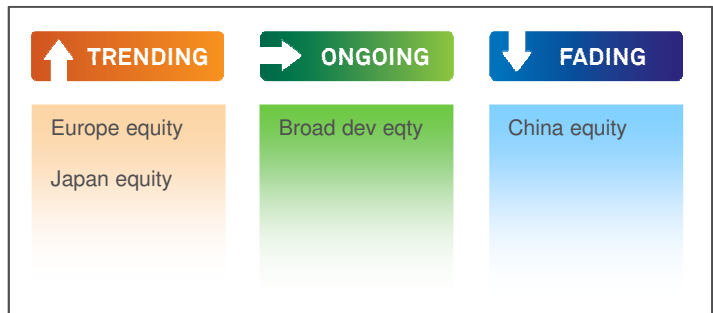 TRENDING
Europe equity
Japan equity
ONGOING
Broad dev eqty
FADING
China equity